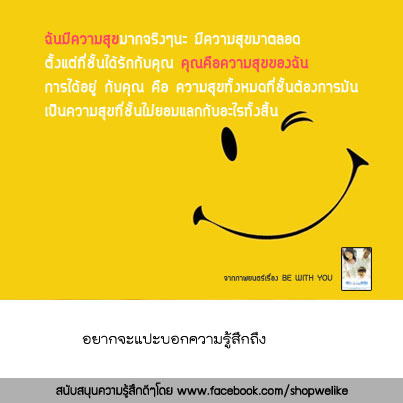 ฉันมีความสุขมากจริงๆนะ มีความสุขมาตลอด
ตั้งแต่ที่ชั้นได้รักกับคุณ คุณคือความสุขของฉัน
การได้อยู่ กับคุณ คือ ความสุขทั้งหมดที่ชั้นต้องการมัน
เป็นความสุขที่ชั้นไม่ยอมแลกกับอะไรทั้งสิ้น
จากภาพยนตร์เรื่อง BE WITH YOU
อยากจะแปะบอกความรู้สึกถึง
สนับสนุนความรู้สึกดีๆโดย www.facebook.com/shopwelike